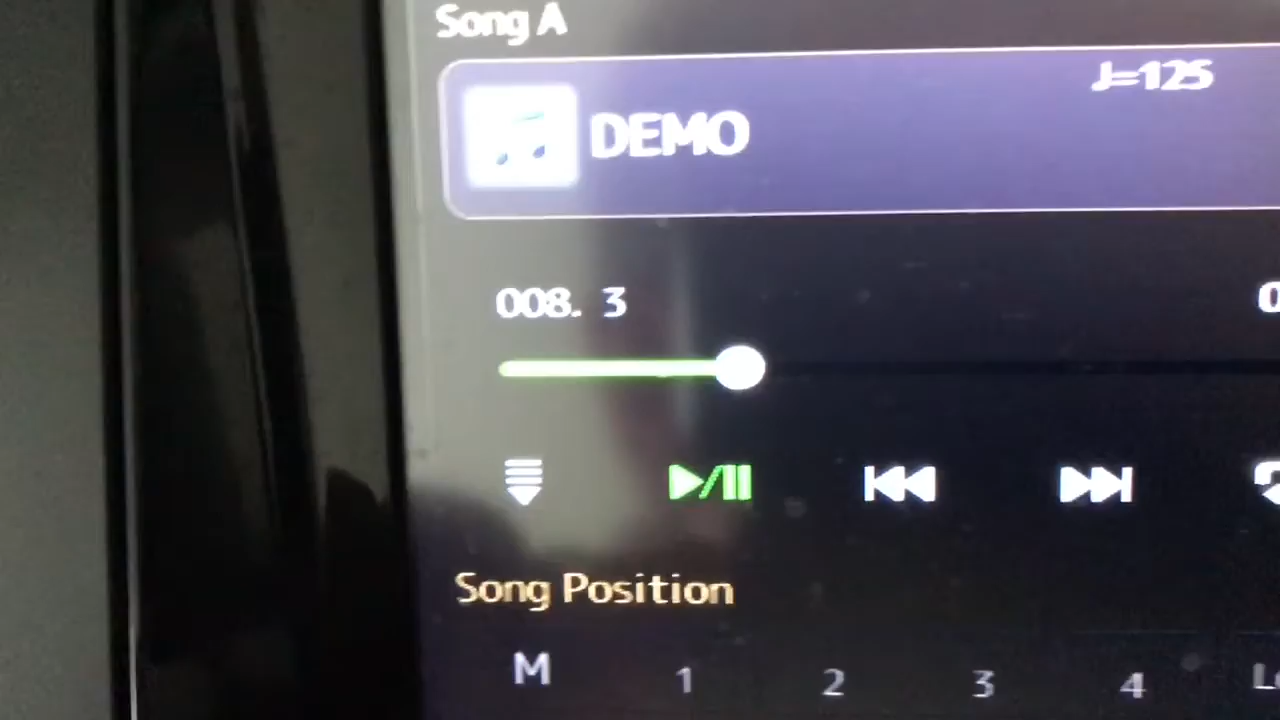 Song A
♩=125
DEMO
008. 3
Song Position
M 1 2 3 4